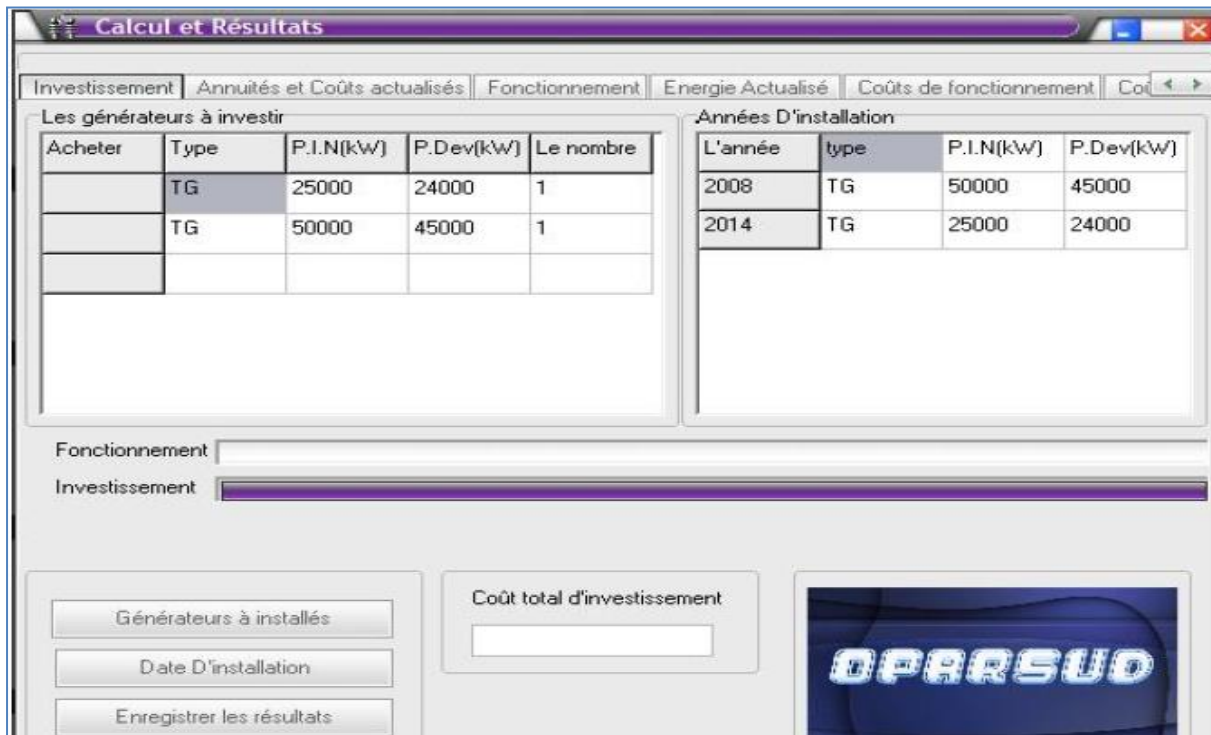 Calcul et Résultats
Investissement Annuités et Coûts actualisés Fonctionnement Energie Actualisé Coûts de fonctionnement Coû
Les générateurs à investir
Acheter Type P.I.N(kW) P.Dev(kW) Le nombre
TG 25000 24000 1
TG 50000 45000 1
Années D'installation
L'année type P.I.N(kW) P.Dev(kW)
2008 TG 50000 45000
2014 TG 25000 24000
Fonctionnement
Investissement
Générateurs à installés
Date D'installation
Enregistrer les résultats
Coût total d'investissement
OPARSUD